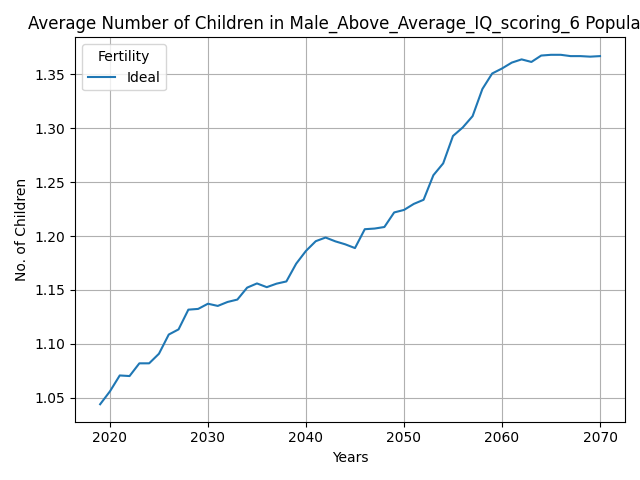 Average Number of Children in Male_Above_Average_IQ_scoring_6 Popula
Fertility
Ideal
No. of Children
1.35
1.30
1.25
1.20
1.15
1.10
1.05
2020 2030 2040 2050 2060 2070
Years